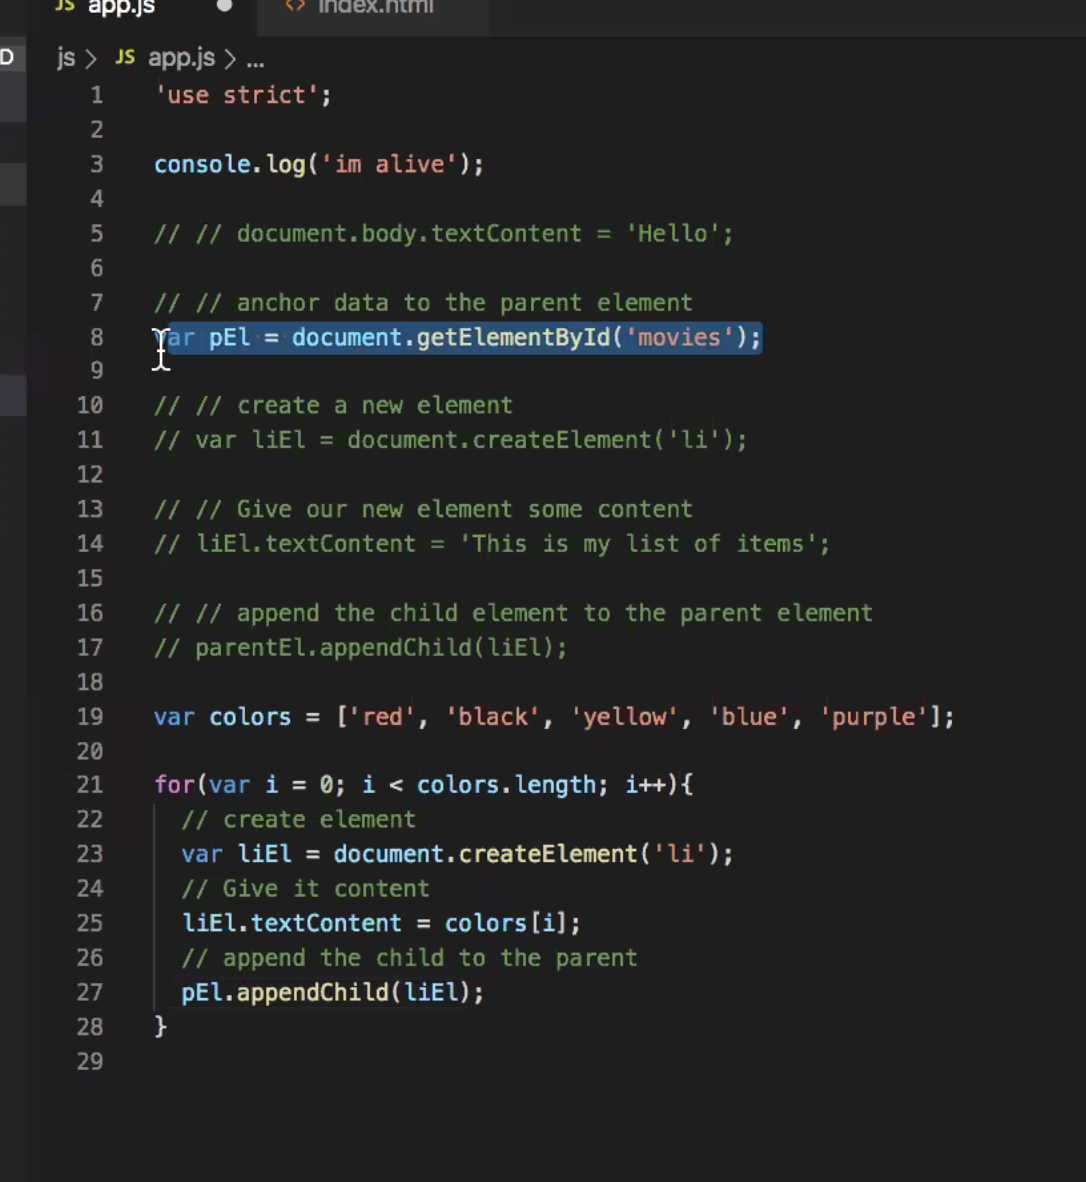 JS app.js ● <> index.html
D
js > JS app.js > ...
1 'use strict';
2
3 console.log('im alive');
4
5 // // document.body.textContent = 'Hello';
6
7 // // anchor data to the parent element
8 var pEl = document.getElementById('movies');
9
10 // // create a new element
11 // var liEl = document.createElement('li');
12
13 // // Give our new element some content
14 // liEl.textContent = 'This is my list of items';
15
16 // // append the child element to the parent element
17 // parentEl.appendChild(liEl);
18
19 var colors = ['red', 'black', 'yellow', 'blue', 'purple'];
20
21 for(var i = 0; i < colors.length; i++){
22 // create element
23 var liEl = document.createElement('li');
24 // Give it content
25 liEl.textContent = colors[i];
26 // append the child to the parent
27 pEl.appendChild(liEl);
28 }
29